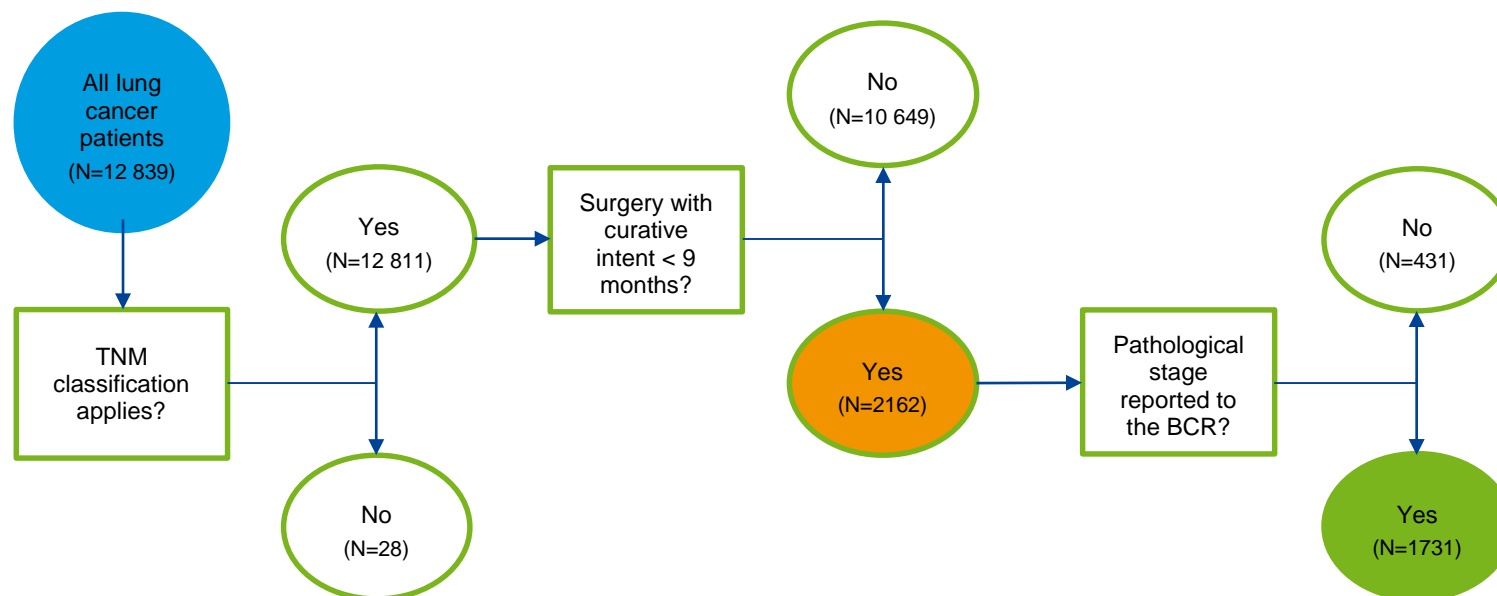 All lung
cancer
patients
(N=12 839)
TNM
classification
applies?
Yes
(N=12 811)
No
(N=28)
Surgery with
curative
intent < 9
months?
No
(N=10 649)
Yes
(N=2162)
Pathological
stage
reported to
the BCR?
No
(N=431)
Yes
(N=1731)